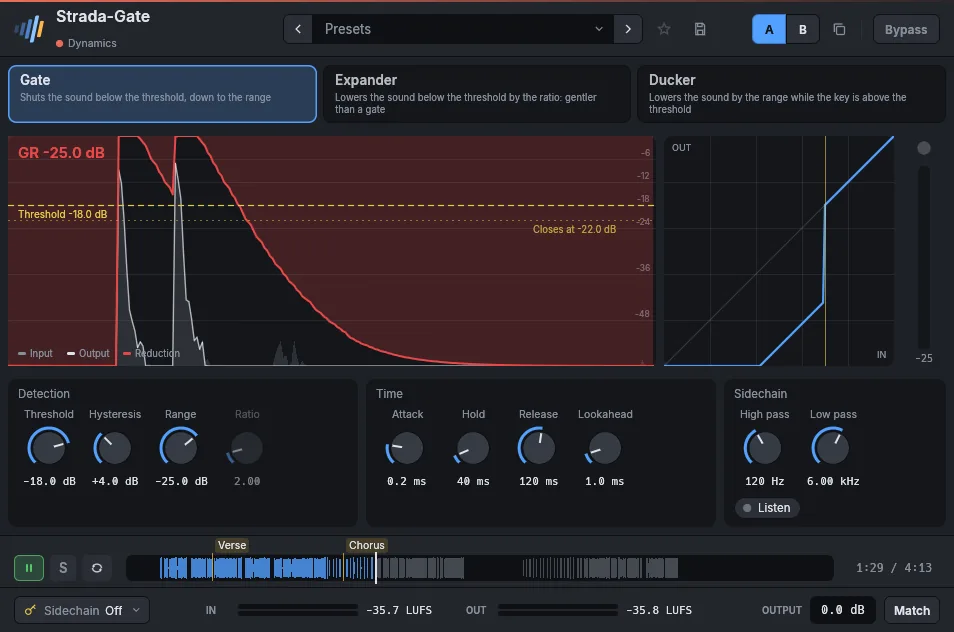 Strada-Gate
Dynamics
Presets
A
B
Bypass
Gate
Shuts the sound below the threshold, down to the range
Expander
Lowers the sound below the threshold by the ratio: gentler
than a gate
Ducker
Lowers the sound by the range while the key is above the
threshold
GR -25.0 dB
Threshold -18.0 dB
Closes at -22.0 dB
-6
-12
-18
-24
-36
-48
Input
Output
Reduction
OUT
IN
-25
Detection
Threshold
Hysteresis
Range
Ratio
-18.0 dB
+4.0 dB
-25.0 dB
2.00
Time
Attack
Hold
Release
Lookahead
0.2 ms
40 ms
120 ms
1.0 ms
Sidechain
High pass
Low pass
120 Hz
6.00 kHz
Listen
Verse
Chorus
S
1:29 / 4:13
Sidechain Off
IN
-35.7 LUFS
OUT
-35.8 LUFS
OUTPUT
0.0 dB
Match